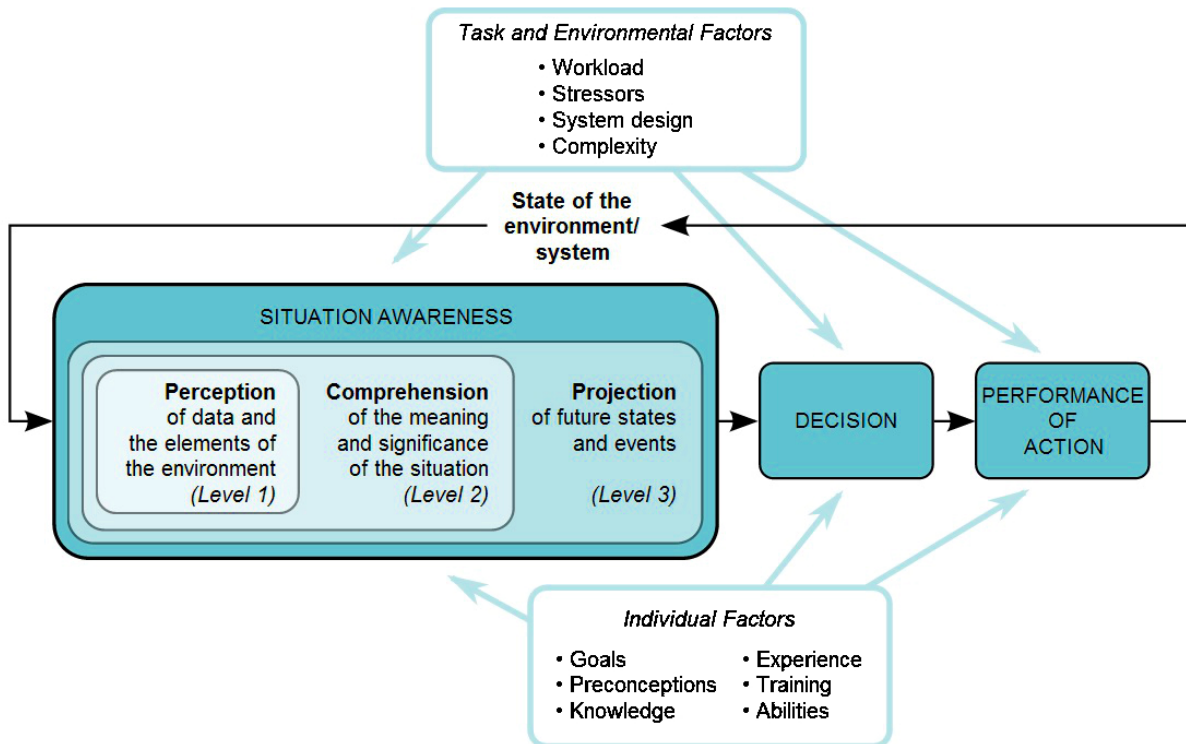 Task and Environmental Factors
• Workload
• Stressors
• System design
• Complexity
State of the
environment/
system
SITUATION AWARENESS
Perception
of data and
the elements of
the environment
(Level 1)
Comprehension
of the meaning
and significance
of the situation
(Level 2)
Projection
of future states
and events
(Level 3)
DECISION
PERFORMANCE
OF
ACTION
Individual Factors
• Goals
• Preconceptions
• Knowledge
• Experience
• Training
• Abilities